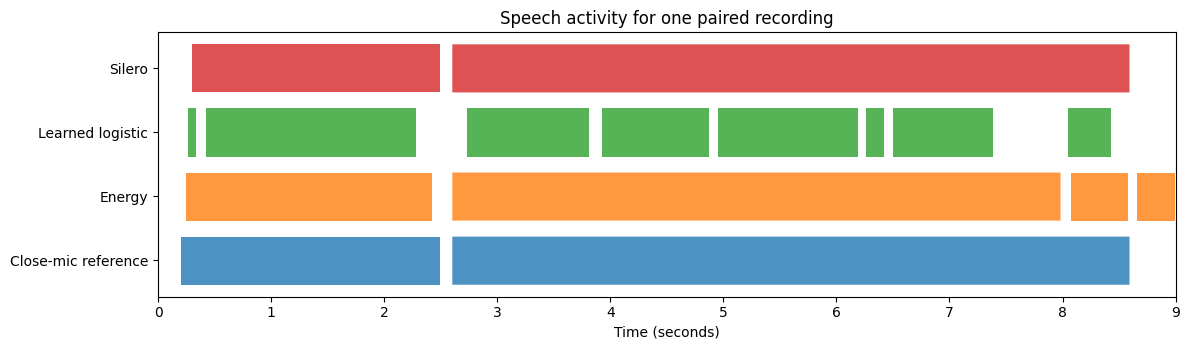 Speech activity for one paired recording
Silero
Learned logistic
Energy
Close-mic reference
0 1 2 3 4 5 6 7 8 9
Time (seconds)